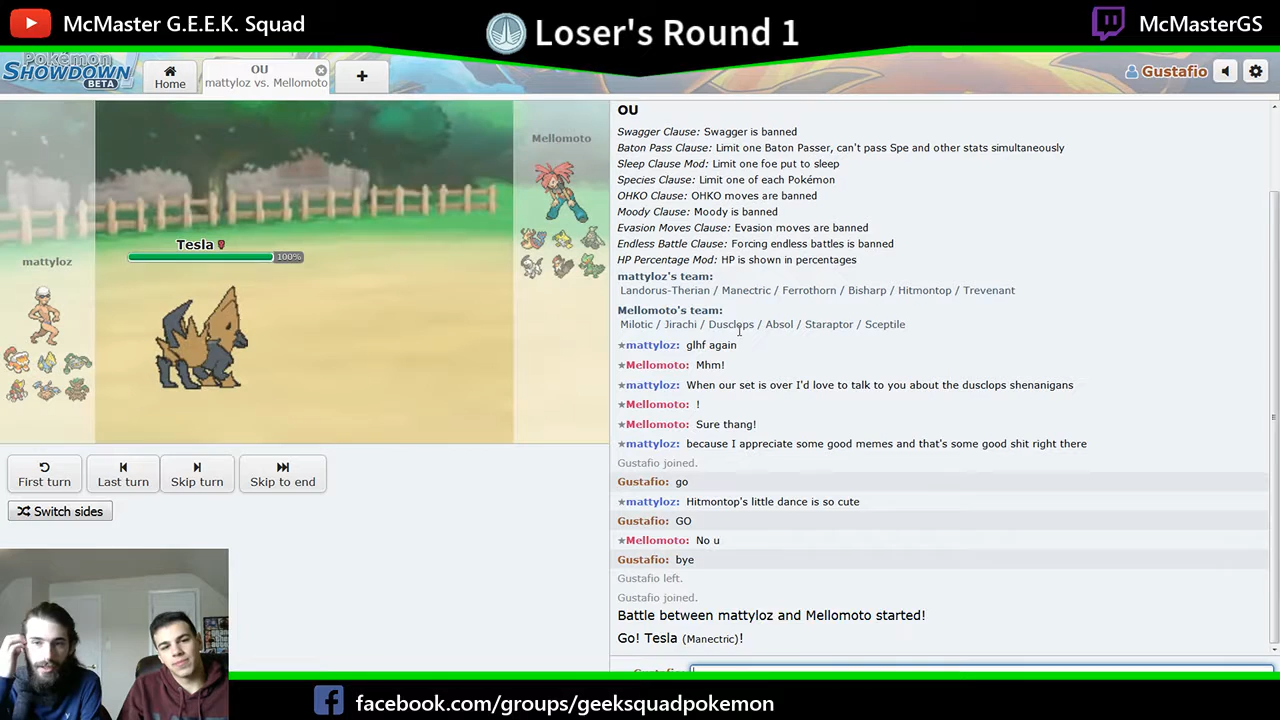 McMaster G.E.E.K. Squad
Loser's Round 1
McMasterGS
Pokémon
SHOWDOWN
BETA
Home
OU
mattyloz vs. Mellomoto
Gustafio
mattyloz
Mellomoto
Tesla
100%
OU
Swagger Clause: Swagger is banned
Baton Pass Clause: Limit one Baton Passer, can't pass Spe and other stats simultaneously
Sleep Clause Mod: Limit one foe put to sleep
Species Clause: Limit one of each Pokémon
OHKO Clause: OHKO moves are banned
Moody Clause: Moody is banned
Evasion Moves Clause: Evasion moves are banned
Endless Battle Clause: Forcing endless battles is banned
HP Percentage Mod: HP is shown in percentages
mattyloz's team:
Landorus-Therian / Manectric / Ferrothorn / Bisharp / Hitmontop / Trevenant
Mellomoto's team:
Milotic / Jirachi / Dusclops / Absol / Staraptor / Sceptile
★mattyloz: glhf again
★Mellomoto: Mhm!
★mattyloz: When our set is over I'd love to talk to you about the dusclops shenanigans
★Mellomoto: !
★Mellomoto: Sure thang!
★mattyloz: because I appreciate some good memes and that's some good shit right there
Gustafio joined.
Gustafio: go
★mattyloz: Hitmontop's little dance is so cute
Gustafio: GO
★Mellomoto: No u
Gustafio: bye
Gustafio left.
Gustafio joined.
Battle between mattyloz and Mellomoto started!
Go! Tesla (Manectric)!
First turn
Last turn
Skip turn
Skip to end
Switch sides
facebook.com/groups/geeksquadpokemon